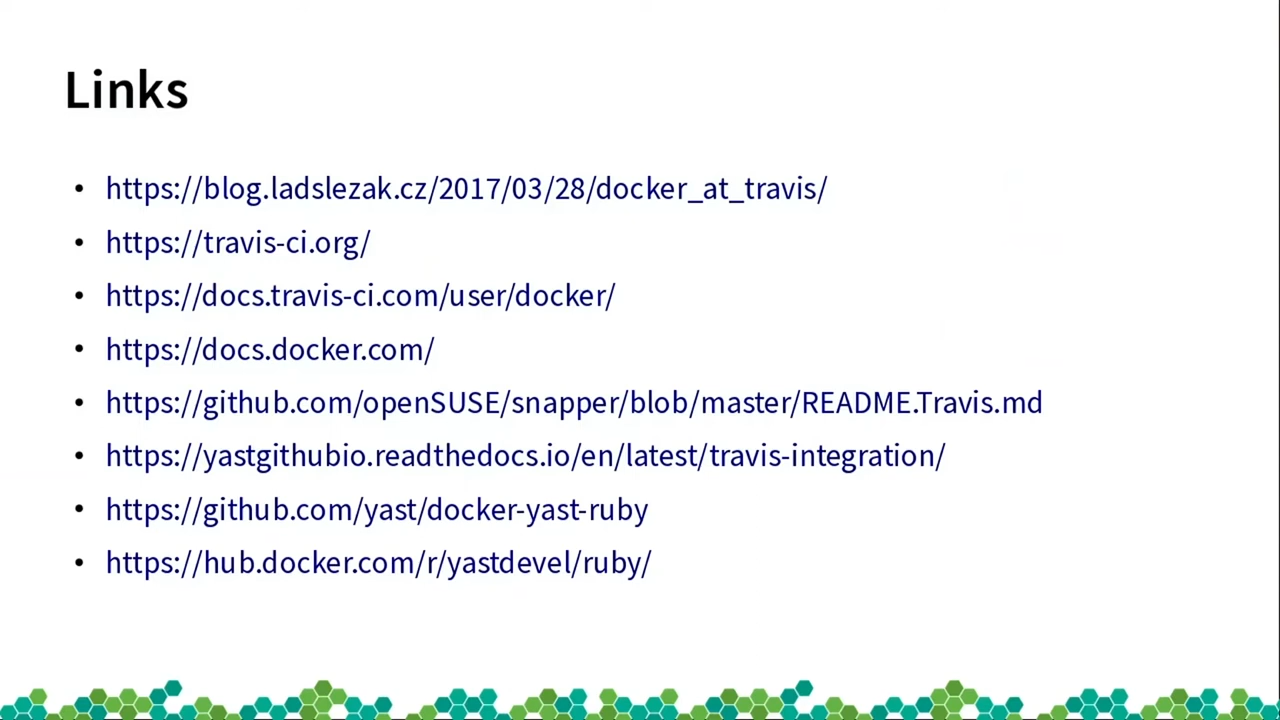 Links
• https://blog.ladslezak.cz/2017/03/28/docker_at_travis/
• https://travis-ci.org/
• https://docs.travis-ci.com/user/docker/
• https://docs.docker.com/
• https://github.com/openSUSE/snapper/blob/master/README.Travis.md
• https://yastgithubio.readthedocs.io/en/latest/travis-integration/
• https://github.com/yast/docker-yast-ruby
• https://hub.docker.com/r/yastdevel/ruby/